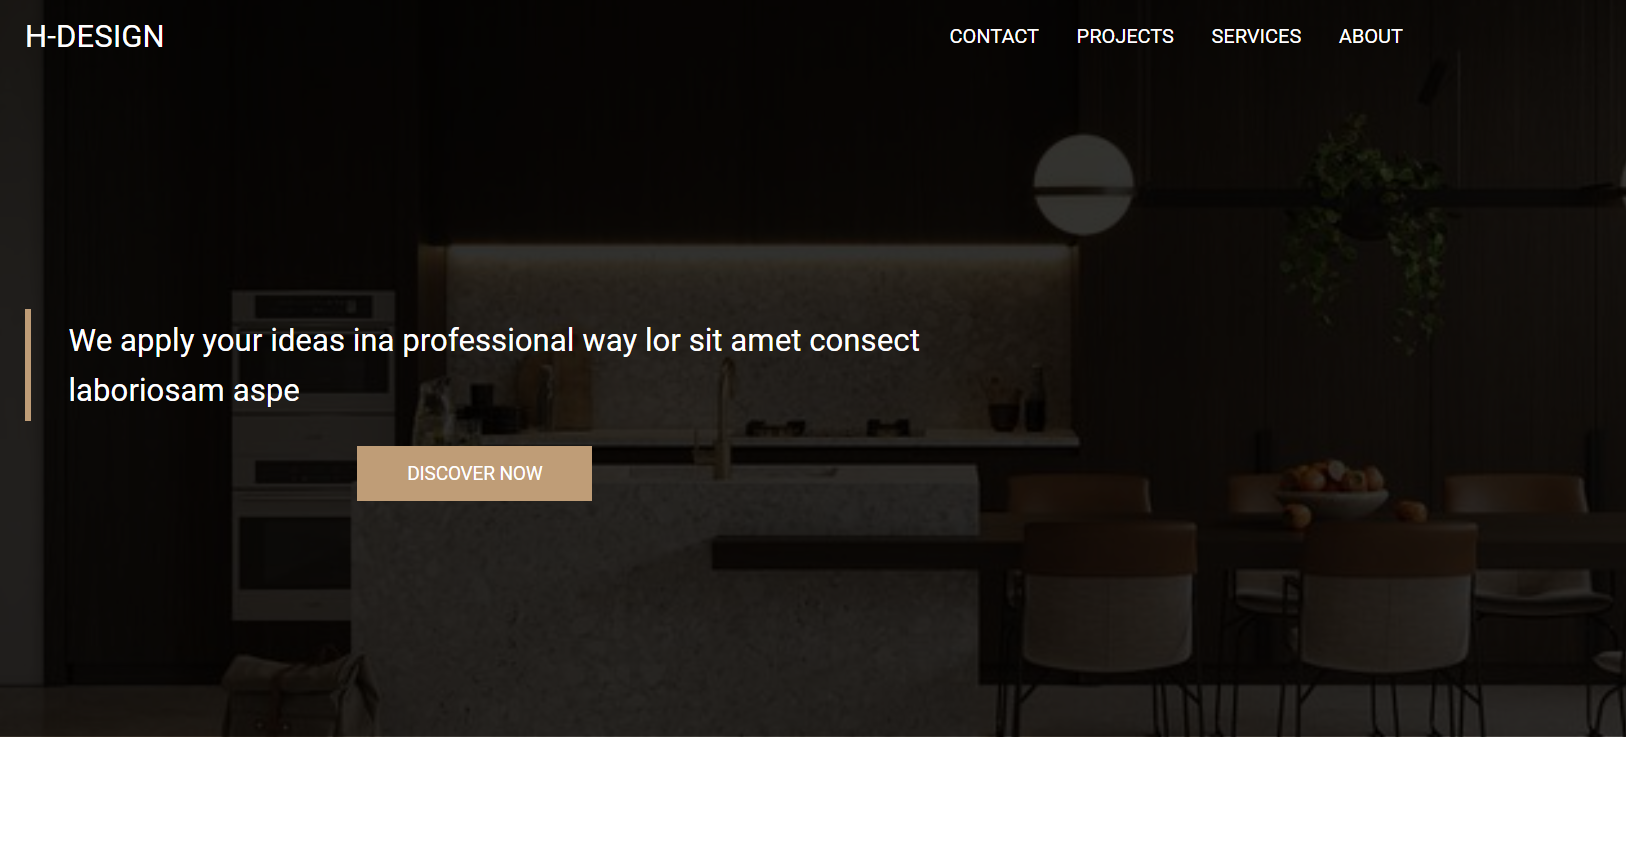 H-DESIGN
CONTACT PROJECTS SERVICES ABOUT
We apply your ideas ina professional way lor sit amet consect
laboriosam aspe
DISCOVER NOW